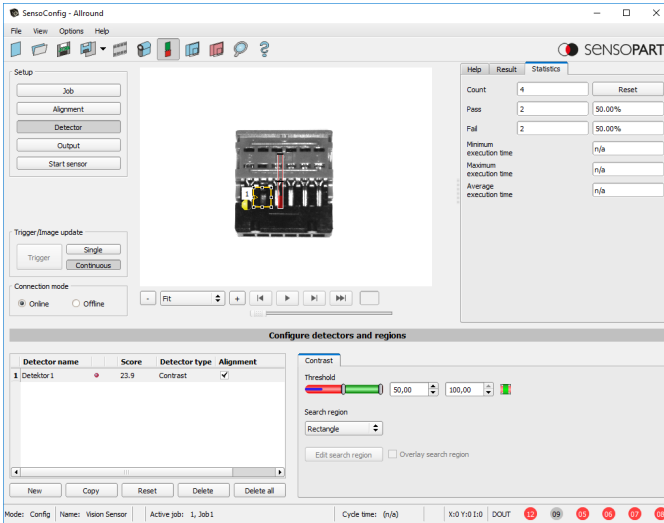 SensoConfig - Allround
File View Options Help
SENSOPART
Setup
Job
Alignment
Detector
Output
Start sensor
Trigger/Image update
Trigger
Single
Continuous
Connection mode
Online Offline
1
- Fit +
Help Result Statistics
Count 4 Reset
Pass 2 50.00%
Fail 2 50.00%
Minimum
execution time n/a
Maximum
execution time n/a
Average
execution time n/a
Configure detectors and regions
Detector name Score Detector type Alignment
1 Detektor1 23.9 Contrast
New Copy Reset Delete Delete all
Contrast
Threshold
50,00 100,00
Search region
Rectangle
Edit search region Overlay search region
Mode: Config Name: Vision Sensor Active job: 1, Job1 Cycle time: (n/a) X:0 Y:0 I:0 DOUT 12 09 05 06 07 08